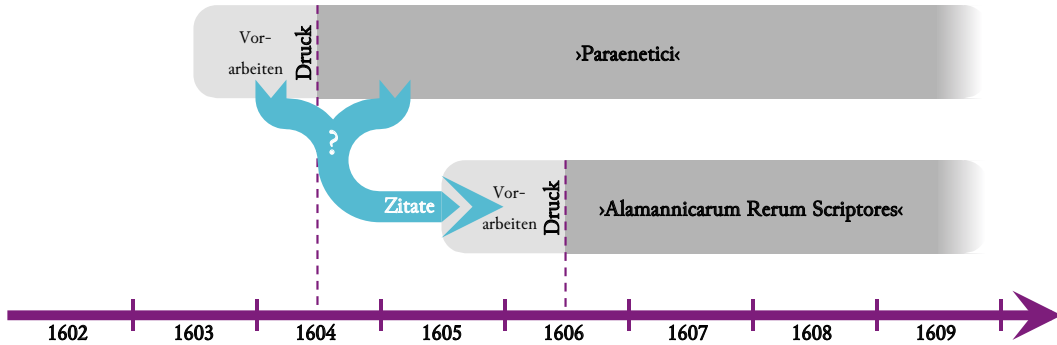 Vor-
arbeiten
Druck
›Paraenetici‹
?
Zitate
Vor-
arbeiten
Druck
›Alamannicarum Rerum Scriptores‹
1602 1603 1604 1605 1606 1607 1608 1609